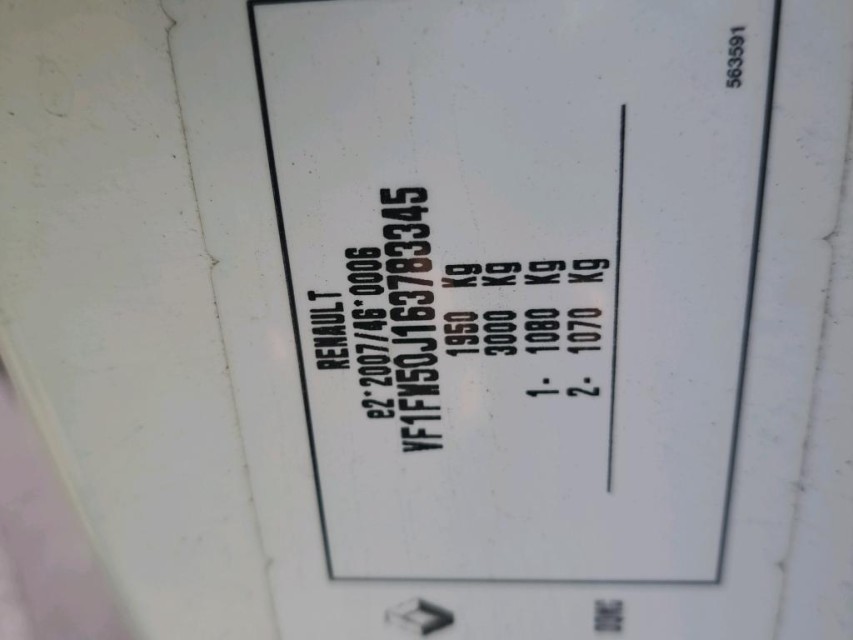 RENAULT
e2*2007/46*0006
VF1FW50J163783345
1950 Kg
3000 Kg
1- 1080 Kg
2- 1070 Kg
563591